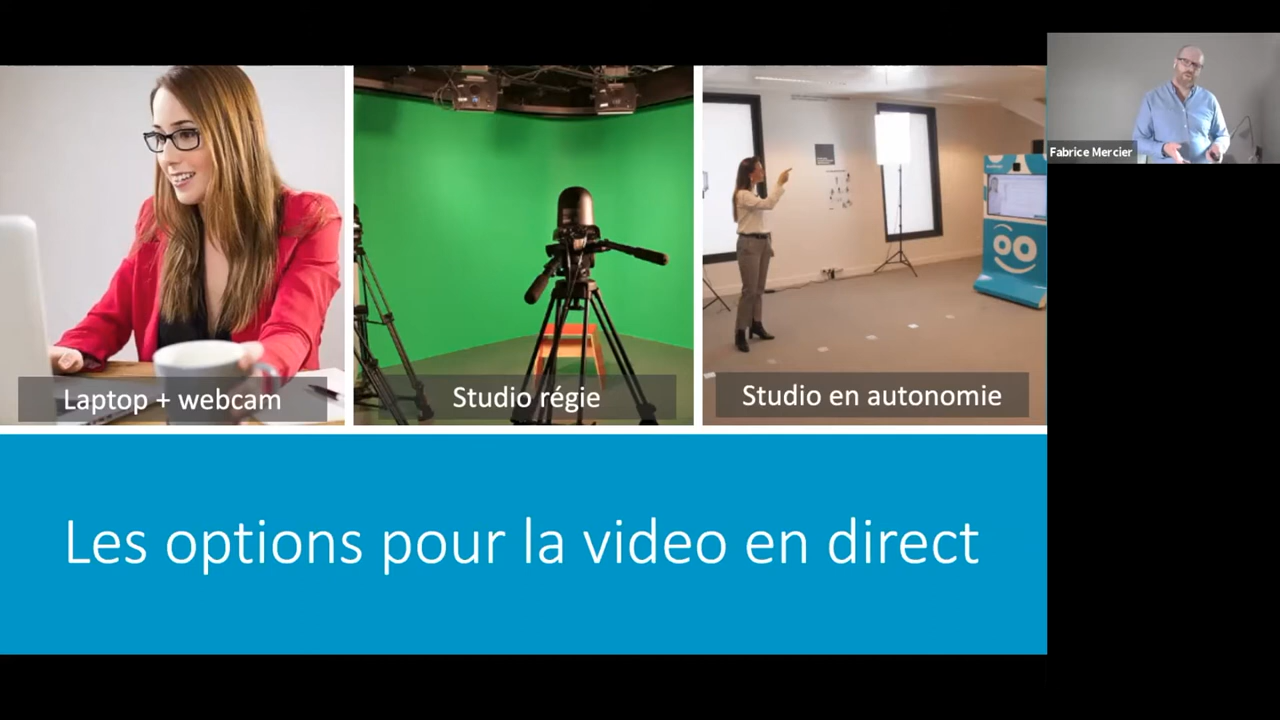 Laptop + webcam
Studio régie
Studio en autonomie
Fabrice Mercier
Les options pour la video en direct